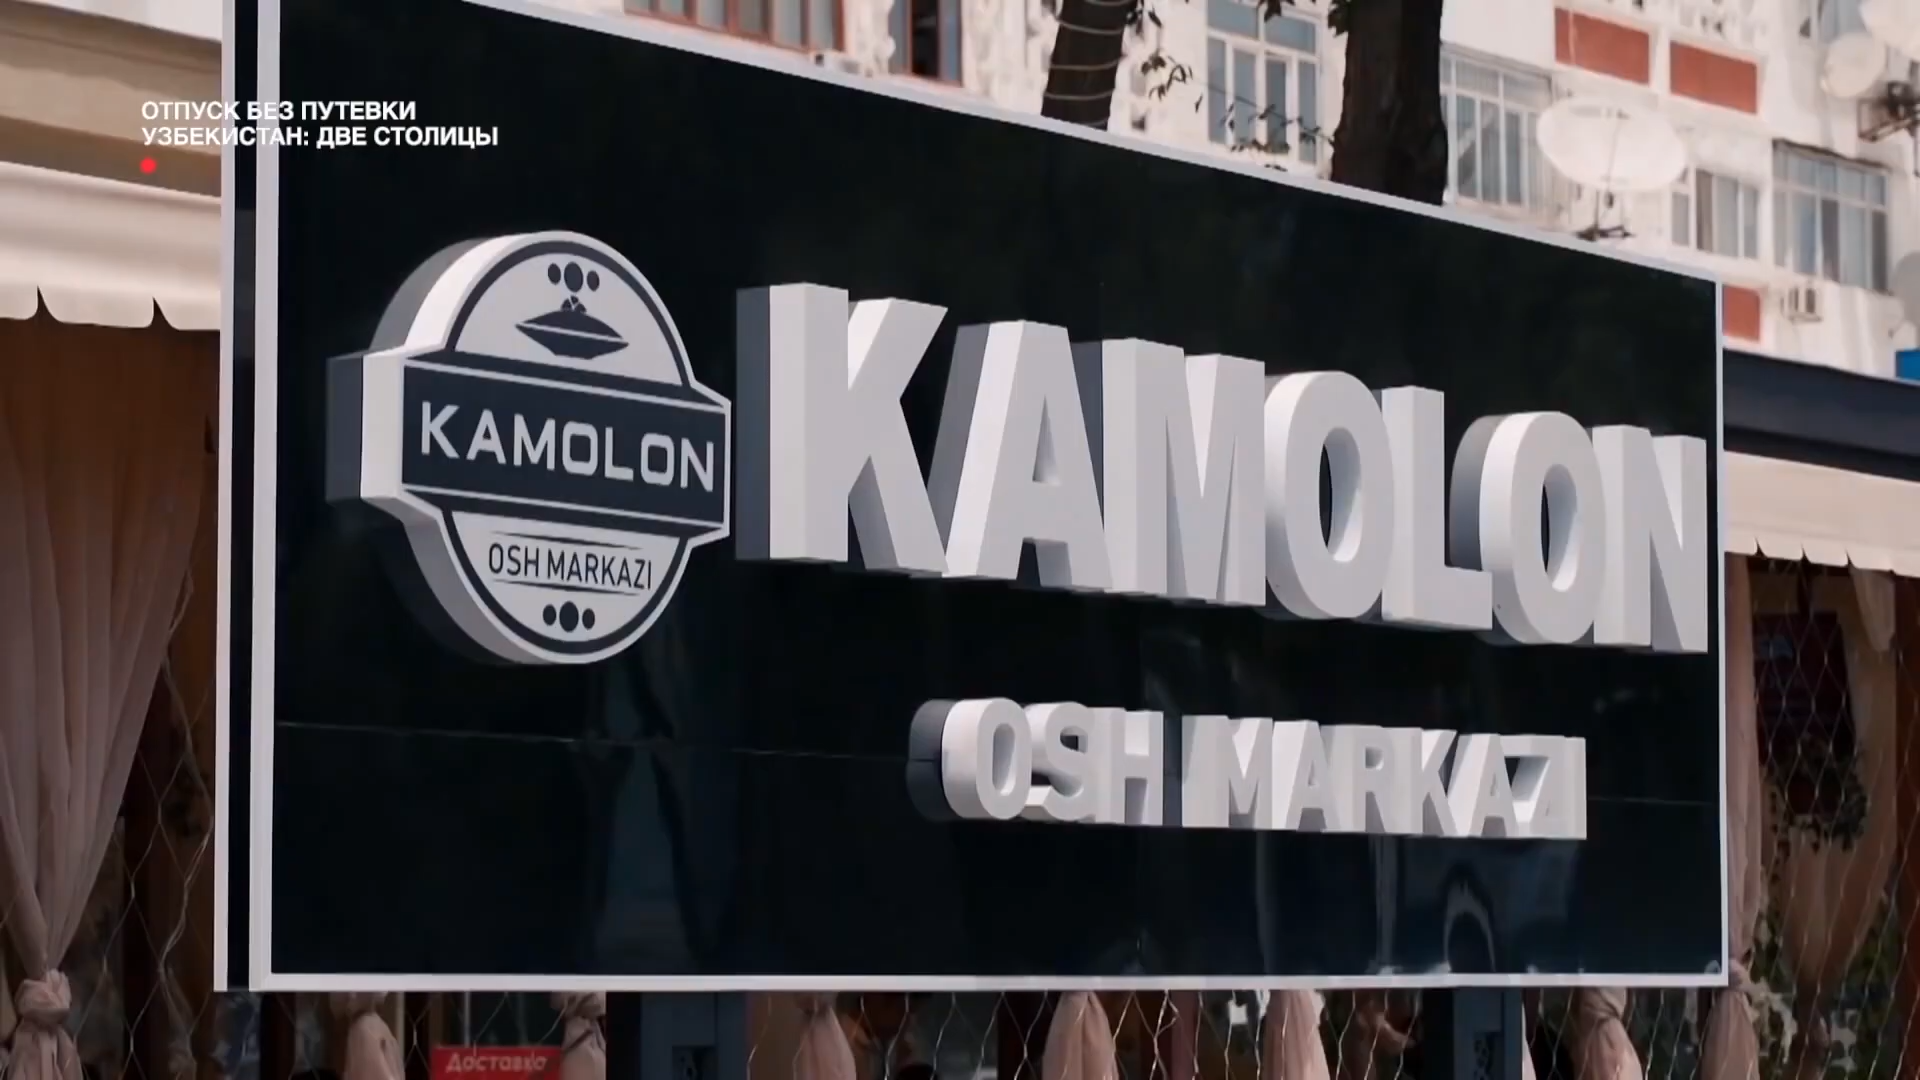 ОТПУСК БЕЗ ПУТЕВКИ
УЗБЕКИСТАН: ДВЕ СТОЛИЦЫ
KAMOLON
OSH MARKAZI
KAMOLON
OSH MARKAZI
Доставка